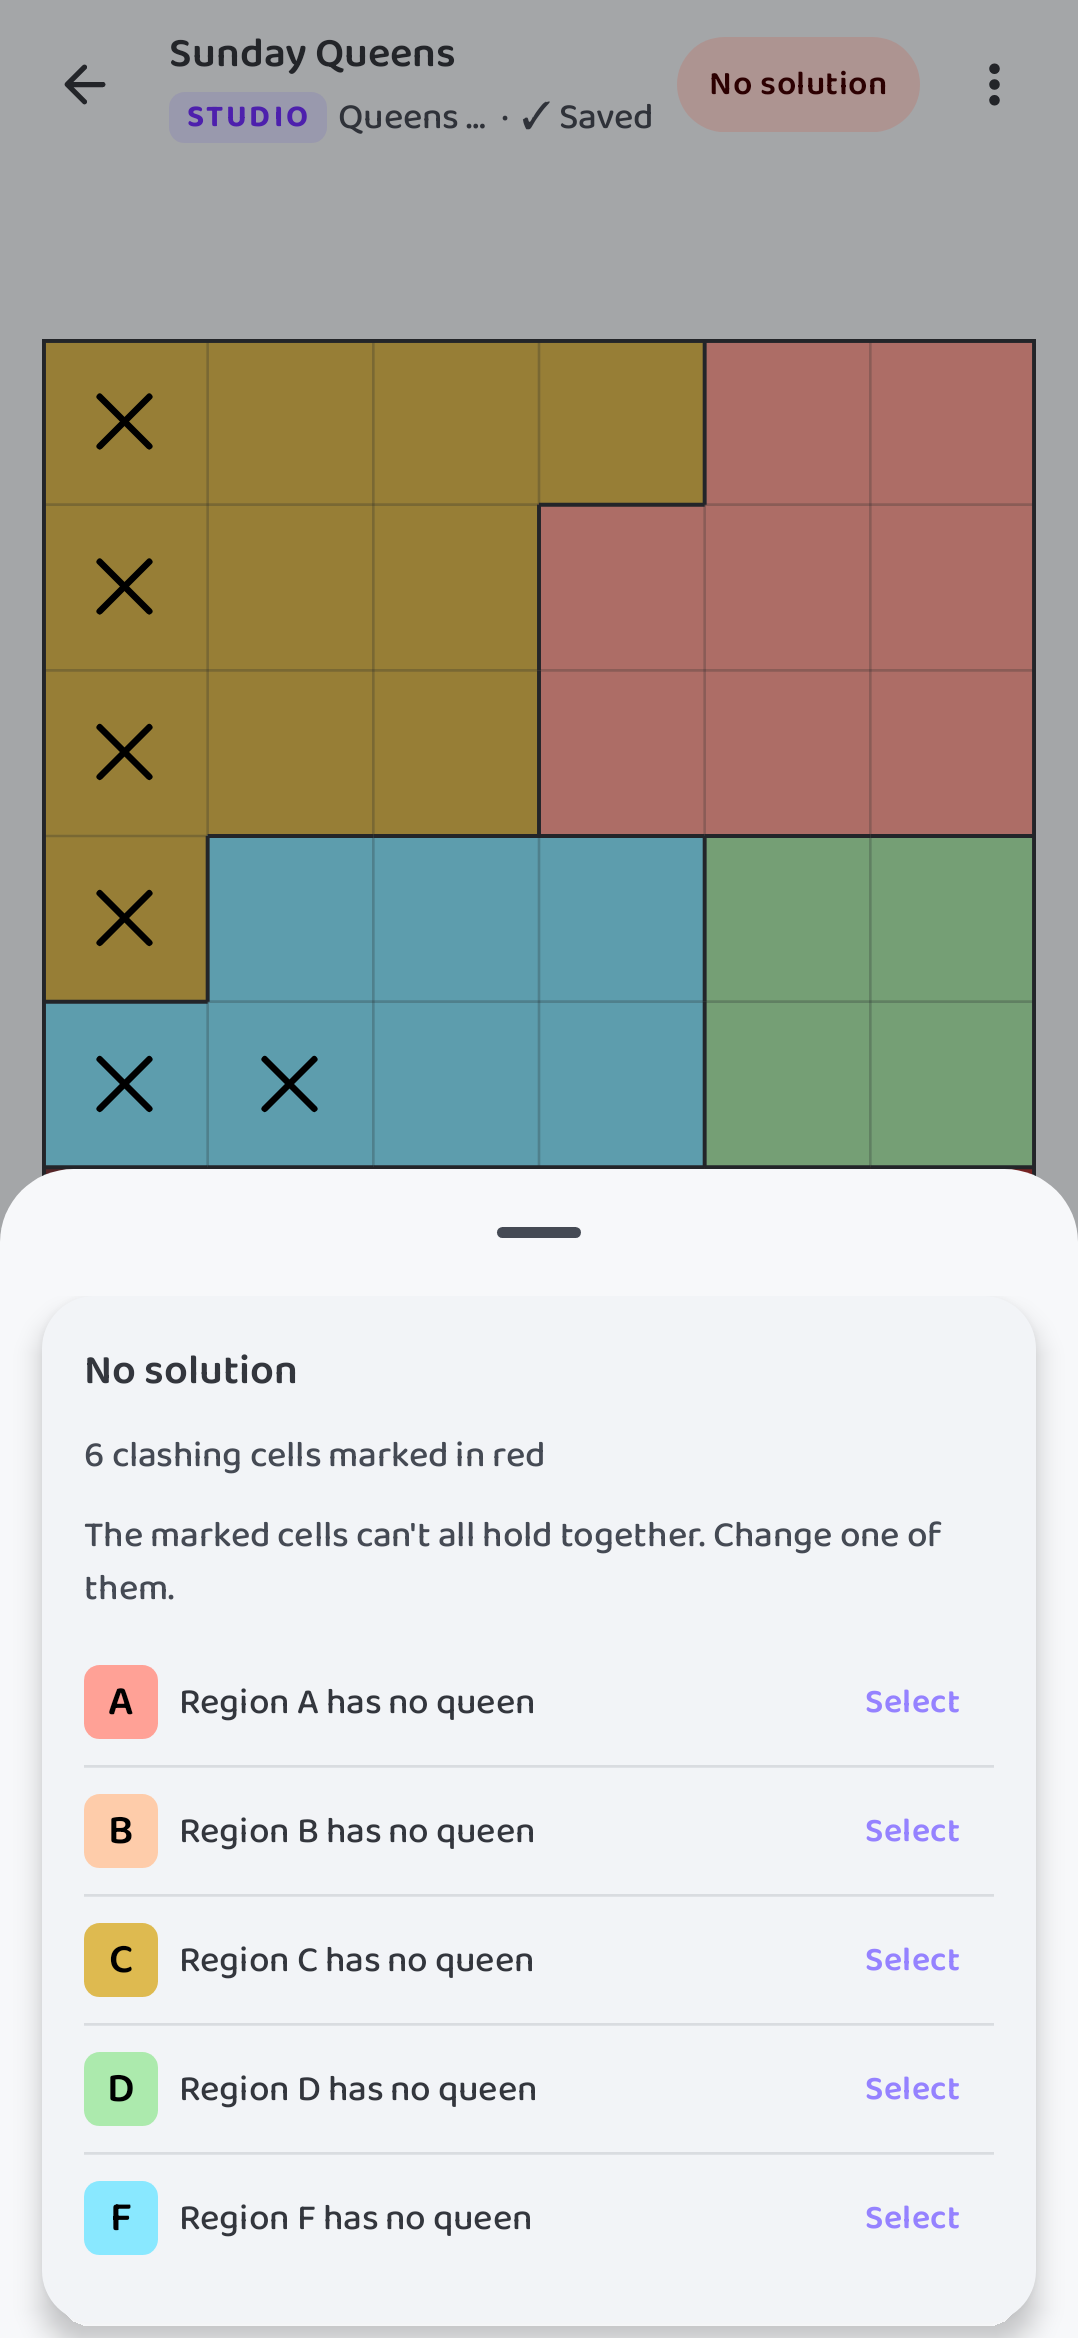 Sunday Queens
STUDIO Queens ... · ✓ Saved
No solution
No solution
6 clashing cells marked in red
The marked cells can't all hold together. Change one of
them.
A Region A has no queen Select
B Region B has no queen Select
C Region C has no queen Select
D Region D has no queen Select
F Region F has no queen Select